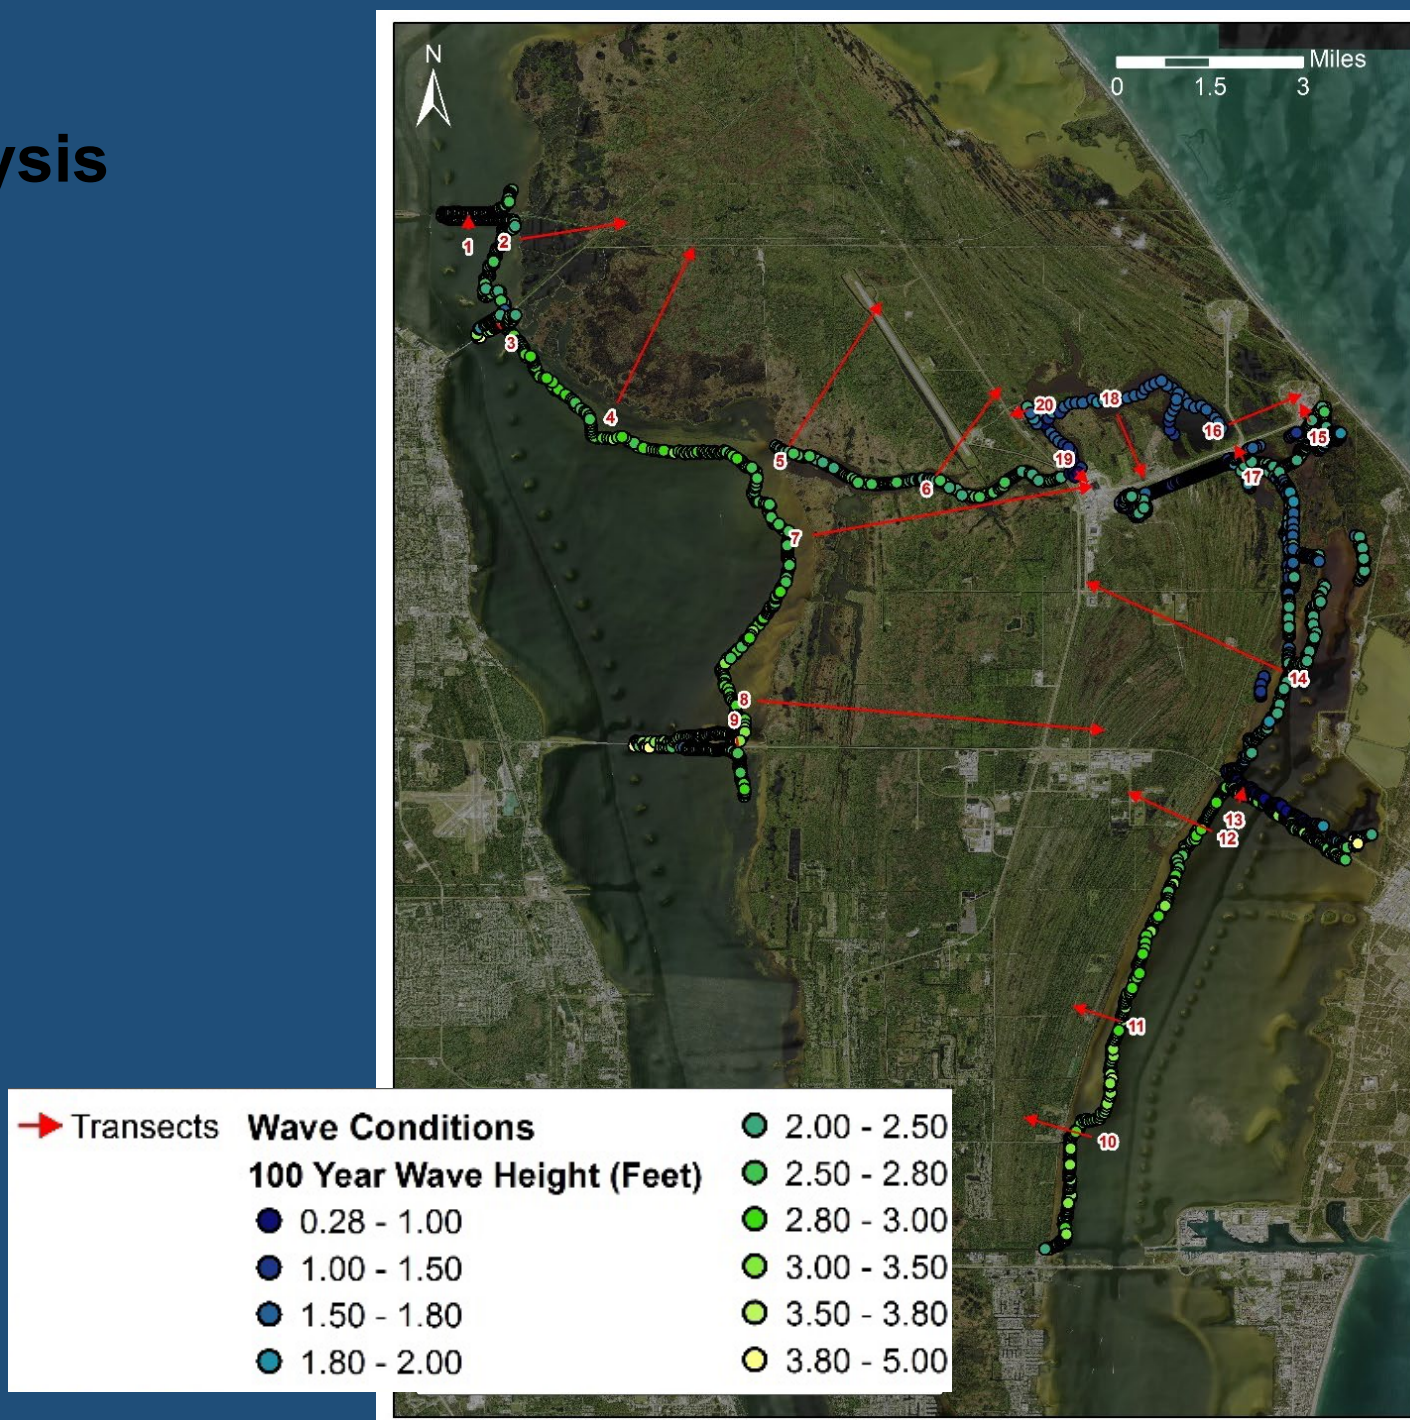 ysis
N
Miles
0 1.5 3
1
2
3
4
5
6
7
8
9
20
18
16
15
19
17
14
13
12
11
10
Transects
Wave Conditions
100 Year Wave Height (Feet)
0.28 - 1.00
1.00 - 1.50
1.50 - 1.80
1.80 - 2.00
2.00 - 2.50
2.50 - 2.80
2.80 - 3.00
3.00 - 3.50
3.50 - 3.80
3.80 - 5.00